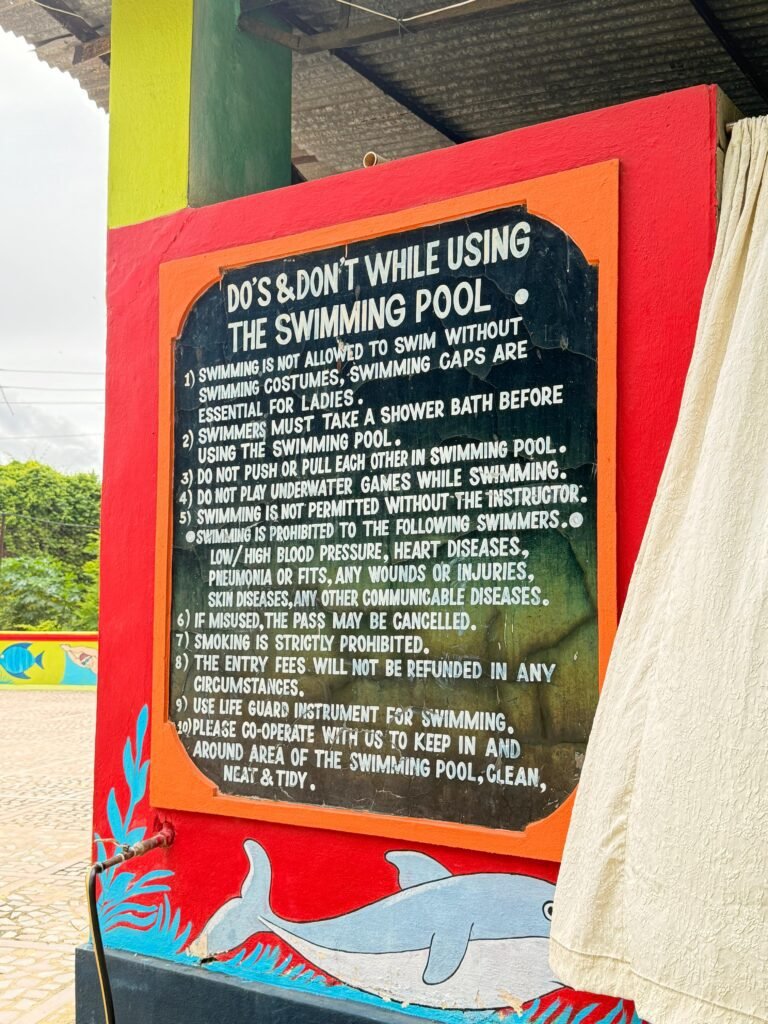 DO'S & DON'T WHILE USING
THE SWIMMING POOL .
1) SWIMMING IS NOT ALLOWED TO SWIM WITHOUT
SWIMMING COSTUMES, SWIMMING CAPS ARE
ESSENTIAL FOR LADIES.
2) SWIMMERS MUST TAKE A SHOWER BATH BEFORE
USING THE SWIMMING POOL.
3) DO NOT PUSH OR PULL EACH OTHER IN SWIMMING POOL.
4) DO NOT PLAY UNDERWATER GAMES WHILE SWIMMING.
5) SWIMMING IS NOT PERMITTED WITHOUT THE INSTRUCTOR.
● SWIMMING IS PROHIBITED TO THE FOLLOWING SWIMMERS. ●
LOW/HIGH BLOOD PRESSURE, HEART DISEASES,
PNEUMONIA OR FITS, ANY WOUNDS OR INJURIES,
SKIN DISEASES, ANY OTHER COMMUNICABLE DISEASES.
6) IF MISUSED, THE PASS MAY BE CANCELLED.
7) SMOKING IS STRICTLY PROHIBITED.
8) THE ENTRY FEES WILL NOT BE REFUNDED IN ANY
CIRCUMSTANCES.
9) USE LIFE GUARD INSTRUMENT FOR SWIMMING.
10) PLEASE CO-OPERATE WITH US TO KEEP IN AND
AROUND AREA OF THE SWIMMING POOL, CLEAN,
NEAT & TIDY.